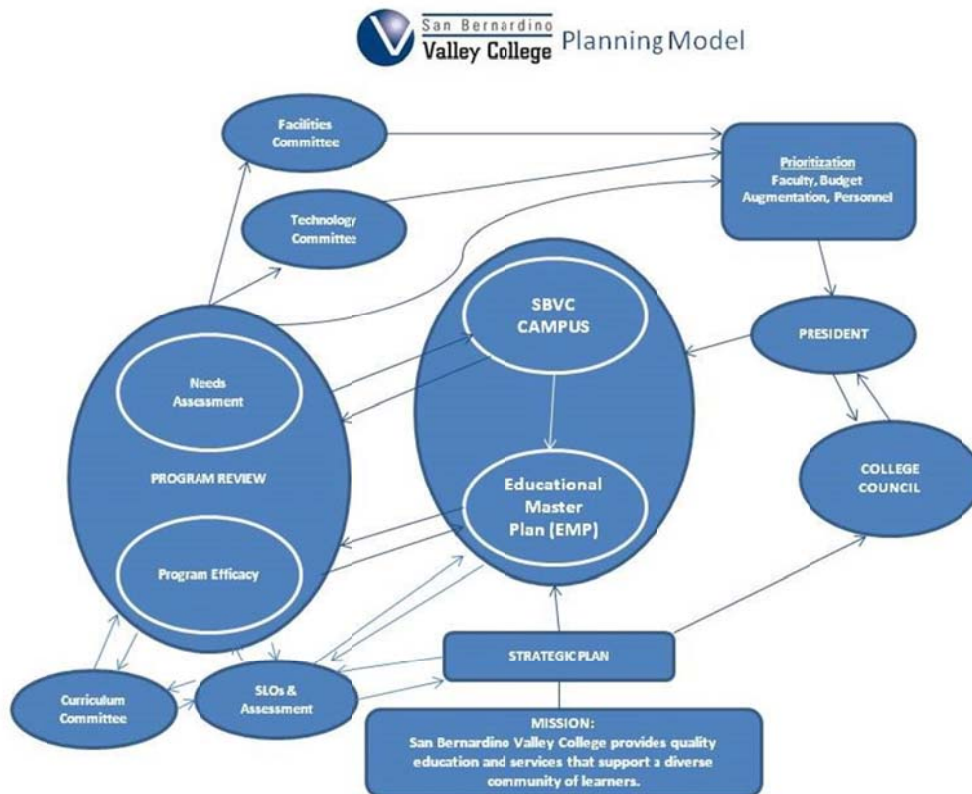 San Bernardino
Valley College
Planning Model
Facilities
Committee
Prioritization
Faculty, Budget
Augmentation, Personnel
Technology
Committee
SBVC
CAMPUS
PRESIDENT
Needs
Assessment
PROGRAM REVIEW
COLLEGE
COUNCIL
Educational
Master
Plan (EMP)
Program Efficacy
STRATEGIC PLAN
SLOs &
Assessment
Curriculum
Committee
MISSION:
San Bernardino Valley College provides quality
education and services that support a diverse
community of learners.